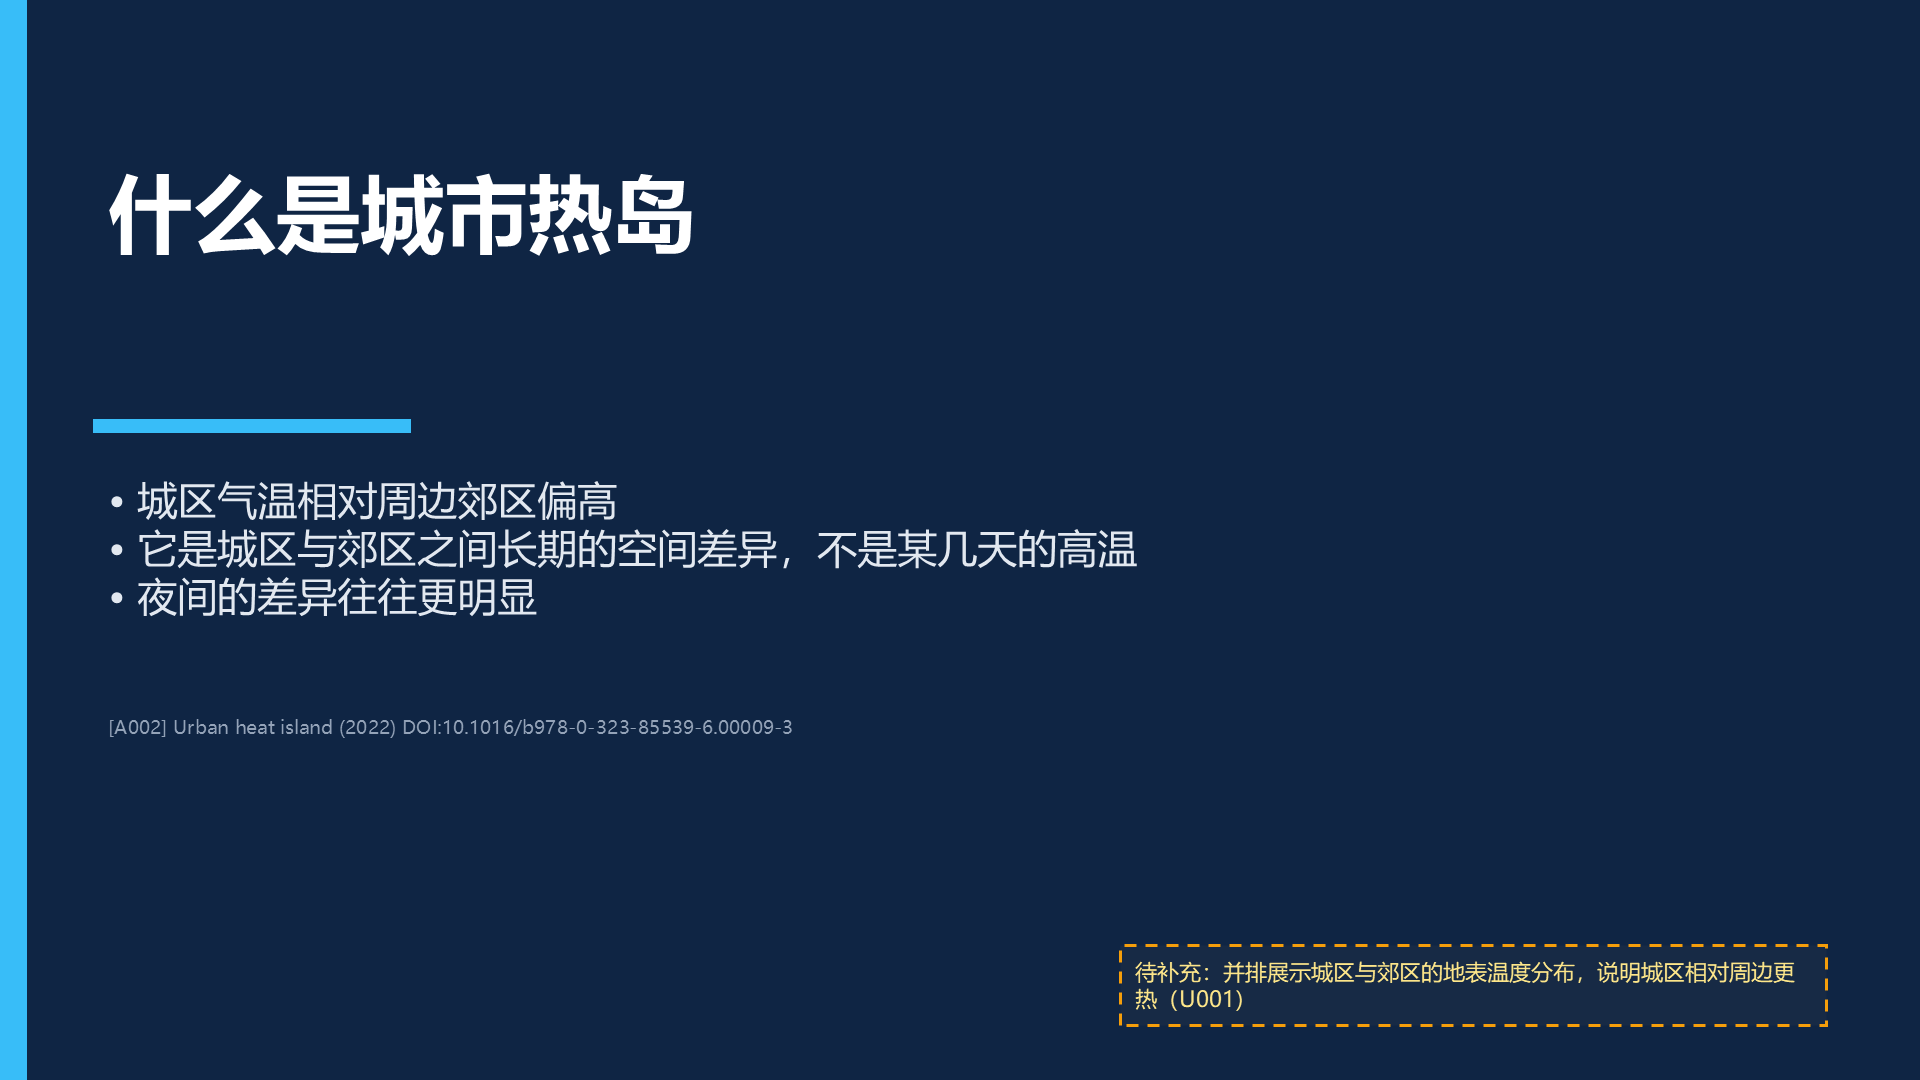 什么是城市热岛
• 城区气温相对周边郊区偏高
• 它是城区与郊区之间长期的空间差异，不是某几天的高温
• 夜间的差异往往更明显
[A002] Urban heat island (2022) DOI:10.1016/b978-0-323-85539-6.00009-3
待补充：并排展示城区与郊区的地表温度分布，说明城区相对周边更
热（U001）